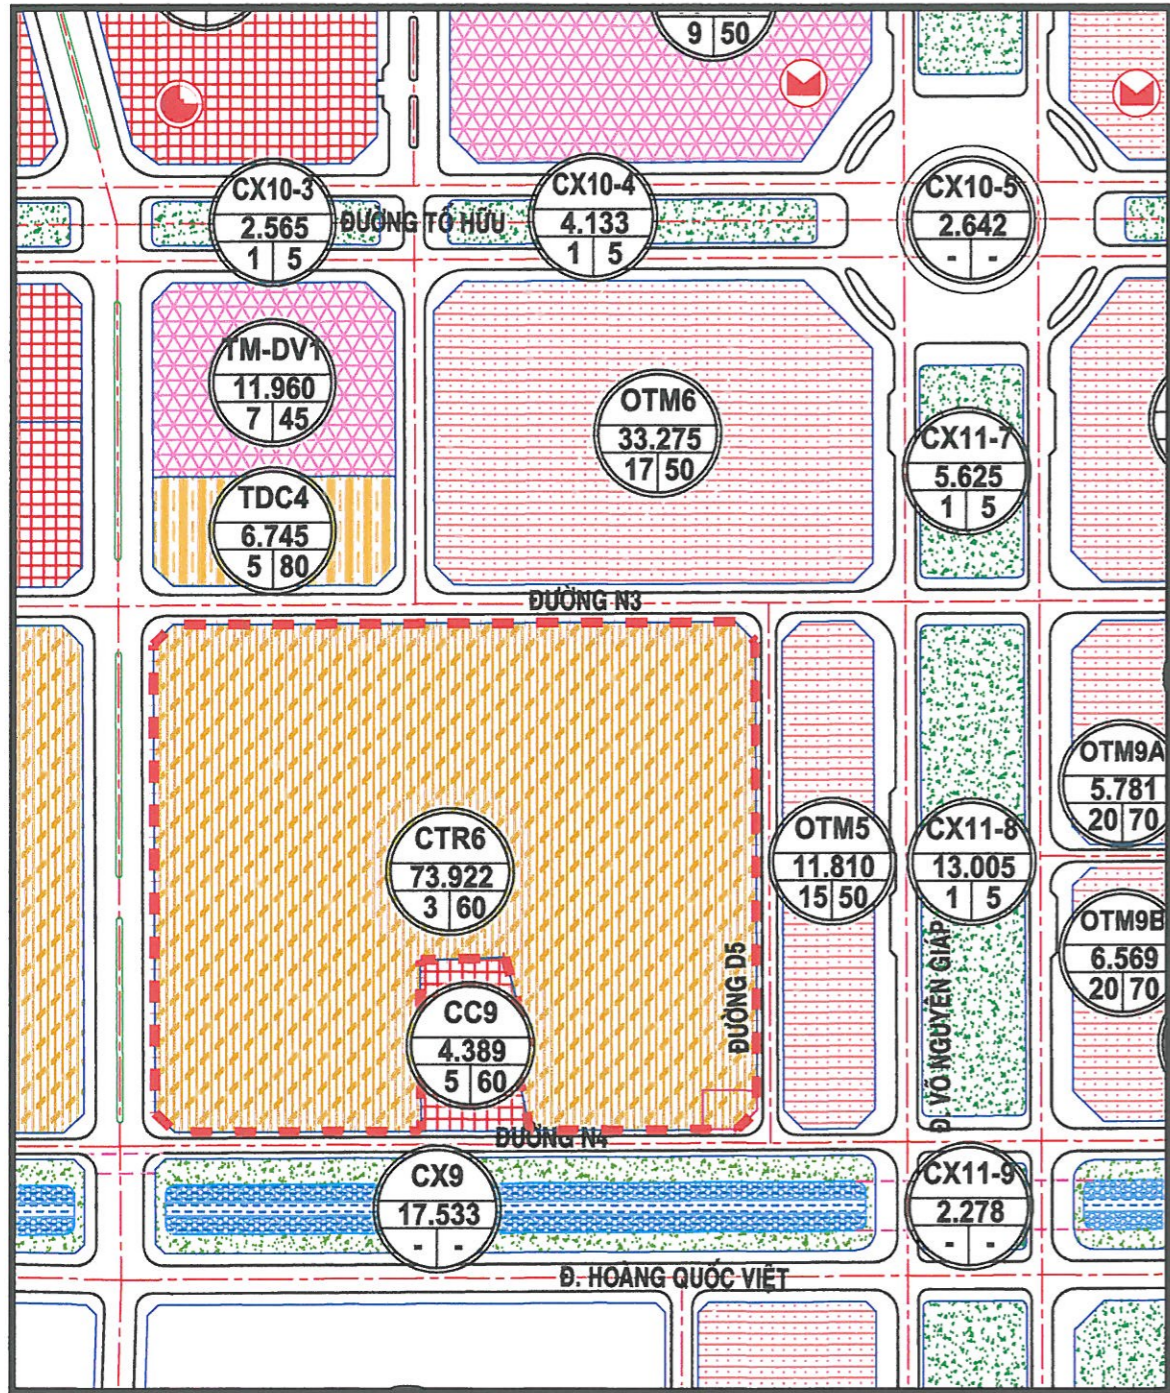 9 50
CX10-3
2.565
1 5
ĐƯỜNG TỐ HỮU
CX10-4
4.133
1 5
CX10-5
2.642
- -
TM-DV1
11.960
7 45
OTM6
33.275
17 50
CX11-7
5.625
1 5
TDC4
6.745
5 80
ĐƯỜNG N3
CTR6
73.922
3 60
OTM5
11.810
15 50
CX11-8
13.005
1 5
OTM9A
5.781
20 70
OTM9B
6.569
20 70
CC9
4.389
5 60
ĐƯỜNG D5
Đ. VÕ NGUYÊN GIÁP
ĐƯỜNG N4
CX9
17.533
- -
CX11-9
2.278
- -
Đ. HOÀNG QUỐC VIỆT